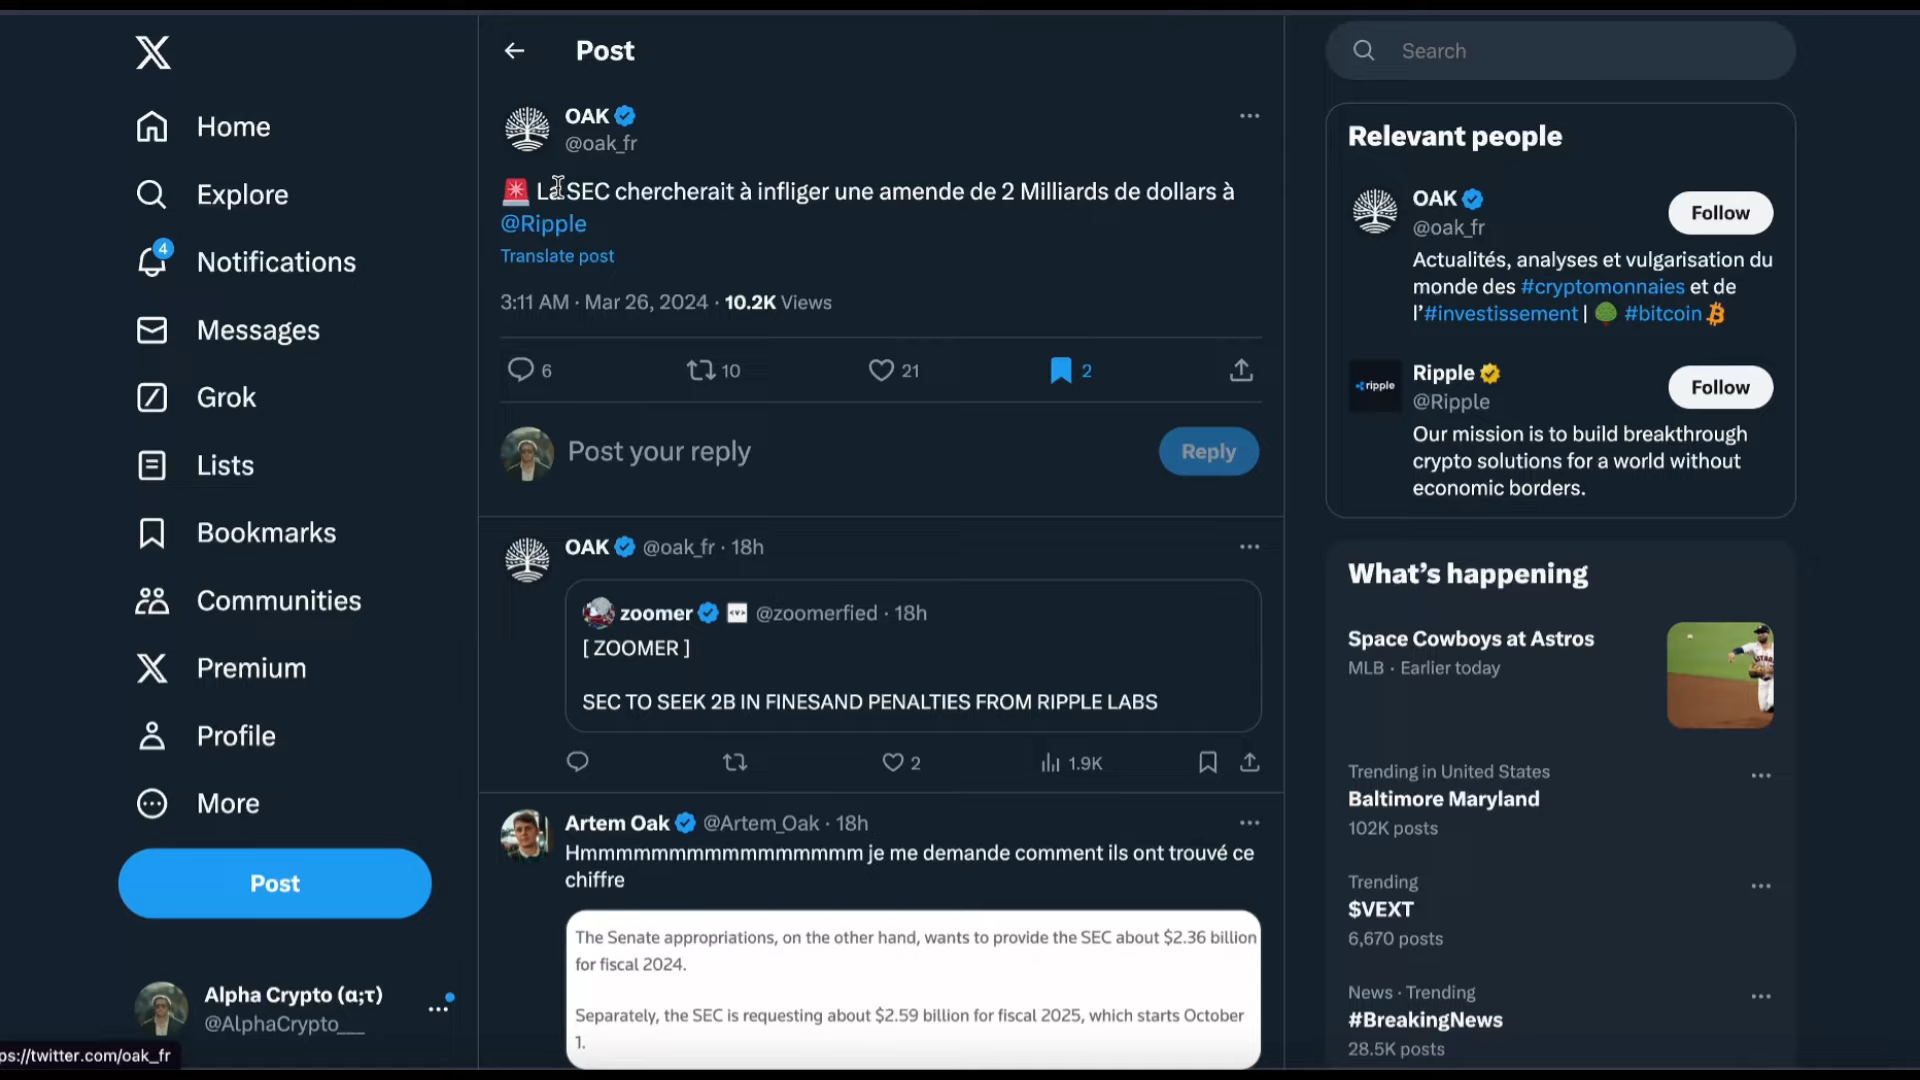 Home
Explore
4
Notifications
Messages
Grok
Lists
Bookmarks
Communities
Premium
Profile
More
Post
Alpha Crypto (α;τ)
@AlphaCrypto___
ps://twitter.com/oak_fr
Post
OAK
@oak_fr
🚨 La SEC chercherait à infliger une amende de 2 Milliards de dollars à
@Ripple
Translate post
3:11 AM · Mar 26, 2024 · 10.2K Views
6 10 21 2
Post your reply
Reply
OAK @oak_fr · 18h
zoomer @zoomerfied · 18h
[ ZOOMER ]
SEC TO SEEK 2B IN FINESAND PENALTIES FROM RIPPLE LABS
2 1.9K
Artem Oak @Artem_Oak · 18h
Hmmmmmmmmmmmmmmmmm je me demande comment ils ont trouvé ce
chiffre
The Senate appropriations, on the other hand, wants to provide the SEC about $2.36 billion
for fiscal 2024.
Separately, the SEC is requesting about $2.59 billion for fiscal 2025, which starts October
1.
Search
Relevant people
OAK
@oak_fr
Follow
Actualités, analyses et vulgarisation du
monde des #cryptomonnaies et de
l’#investissement | 🌳 #bitcoin
ripple
Ripple
@Ripple
Follow
Our mission is to build breakthrough
crypto solutions for a world without
economic borders.
What’s happening
Space Cowboys at Astros
MLB · Earlier today
Trending in United States
Baltimore Maryland
102K posts
Trending
$VEXT
6,670 posts
News · Trending
#BreakingNews
28.5K posts